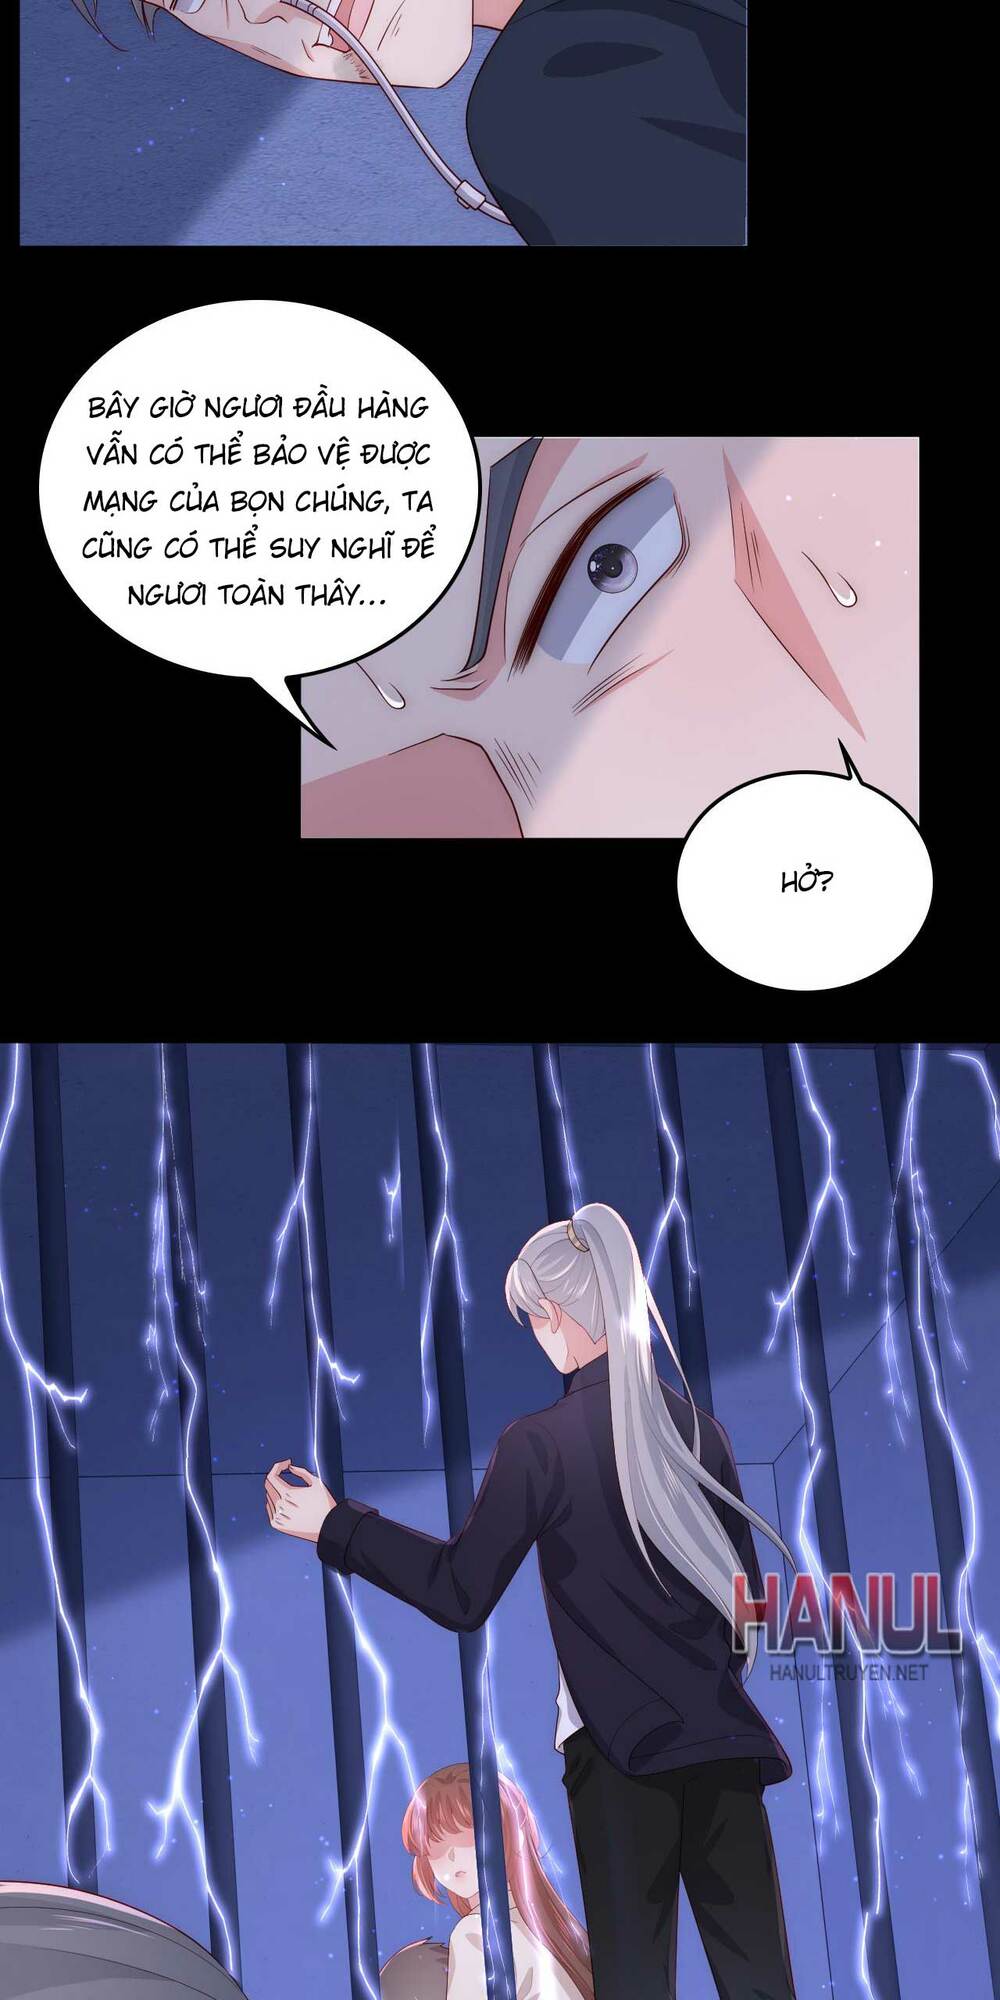 BÂY GIỜ NGƯƠI ĐẦU HÀNG
VẪN CÓ THỂ BẢO VỆ ĐƯỢC
MẠNG CỦA BỌN CHÚNG, TA
CŨNG CÓ THỂ SUY NGHĨ ĐỂ
NGƯƠI TOÀN THÂY...
HỞ?
HANUL
HANULTRUYEN.NET